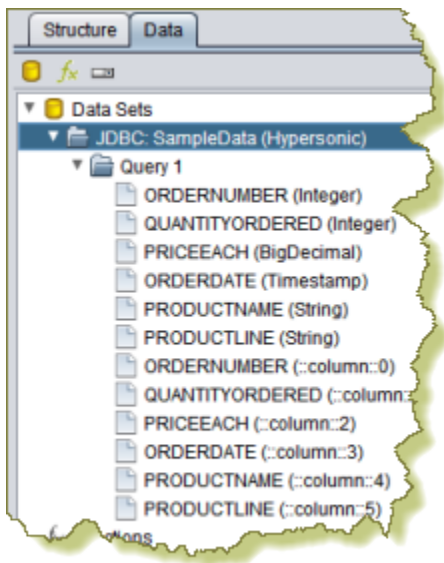 Structure Data
fx
Data Sets
JDBC: SampleData (Hypersonic)
Query 1
ORDERNUMBER (Integer)
QUANTITYORDERED (Integer)
PRICEEACH (BigDecimal)
ORDERDATE (Timestamp)
PRODUCTNAME (String)
PRODUCTLINE (String)
ORDERNUMBER (::column::0)
QUANTITYORDERED (::column:
PRICEEACH (::column::2)
ORDERDATE (::column::3)
PRODUCTNAME (::column::4)
PRODUCTLINE (::column::5)